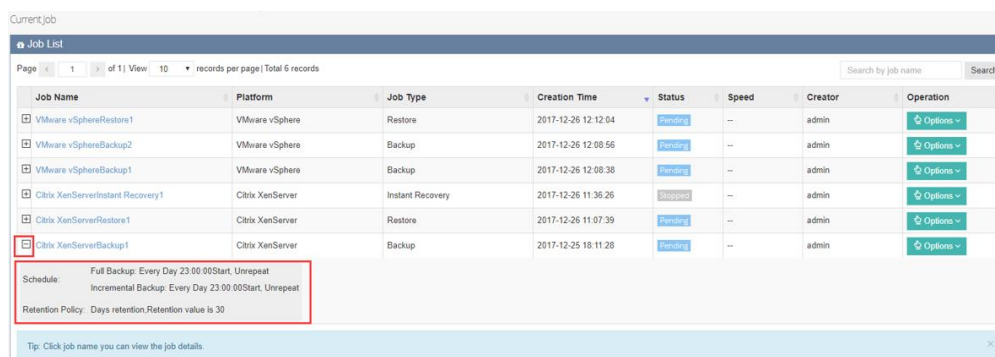 Current Job
Job List
Page 1 of 1| View 10 records per page| Total 6 records Search by job name Search
Job Name Platform Job Type Creation Time Status Speed Creator Operation
VMware vSphereRestore1 VMware vSphere Restore 2017-12-26 12:12:04 Pending -- admin Options
VMware vSphereBackup2 VMware vSphere Backup 2017-12-26 12:08:56 Pending -- admin Options
VMware vSphereBackup1 VMware vSphere Backup 2017-12-26 12:08:38 Pending -- admin Options
Citrix XenServerInstant Recovery1 Citrix XenServer Instant Recovery 2017-12-26 11:36:26 Stopped -- admin Options
Citrix XenServerRestore1 Citrix XenServer Restore 2017-12-26 11:07:39 Pending -- admin Options
Citrix XenServerBackup1 Citrix XenServer Backup 2017-12-25 18:11:28 Pending -- admin Options
Schedule: Full Backup: Every Day 23:00:00Start, Unrepeat
Incremental Backup: Every Day 23:00:00Start, Unrepeat
Retention Policy: Days retention,Retention value is 30
Tip: Click job name you can view the job details. ×